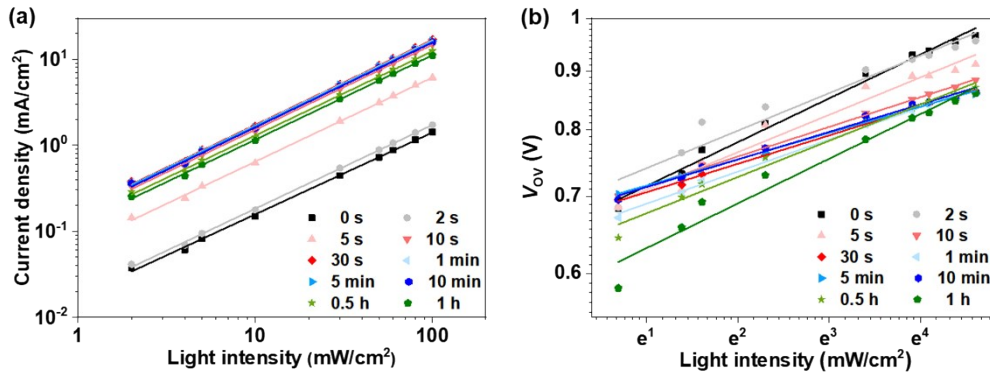 (a)
Current density (mA/cm²)
10¹
10⁰
10⁻¹
10⁻²
0 s
2 s
5 s
10 s
30 s
1 min
5 min
10 min
0.5 h
1 h
1
10
100
Light intensity (mW/cm²)
(b)
V_OV (V)
1
0.9
0.8
0.7
0.6
0 s
2 s
5 s
10 s
30 s
1 min
5 min
10 min
0.5 h
1 h
e¹
e²
e³
e⁴
Light intensity (mW/cm²)